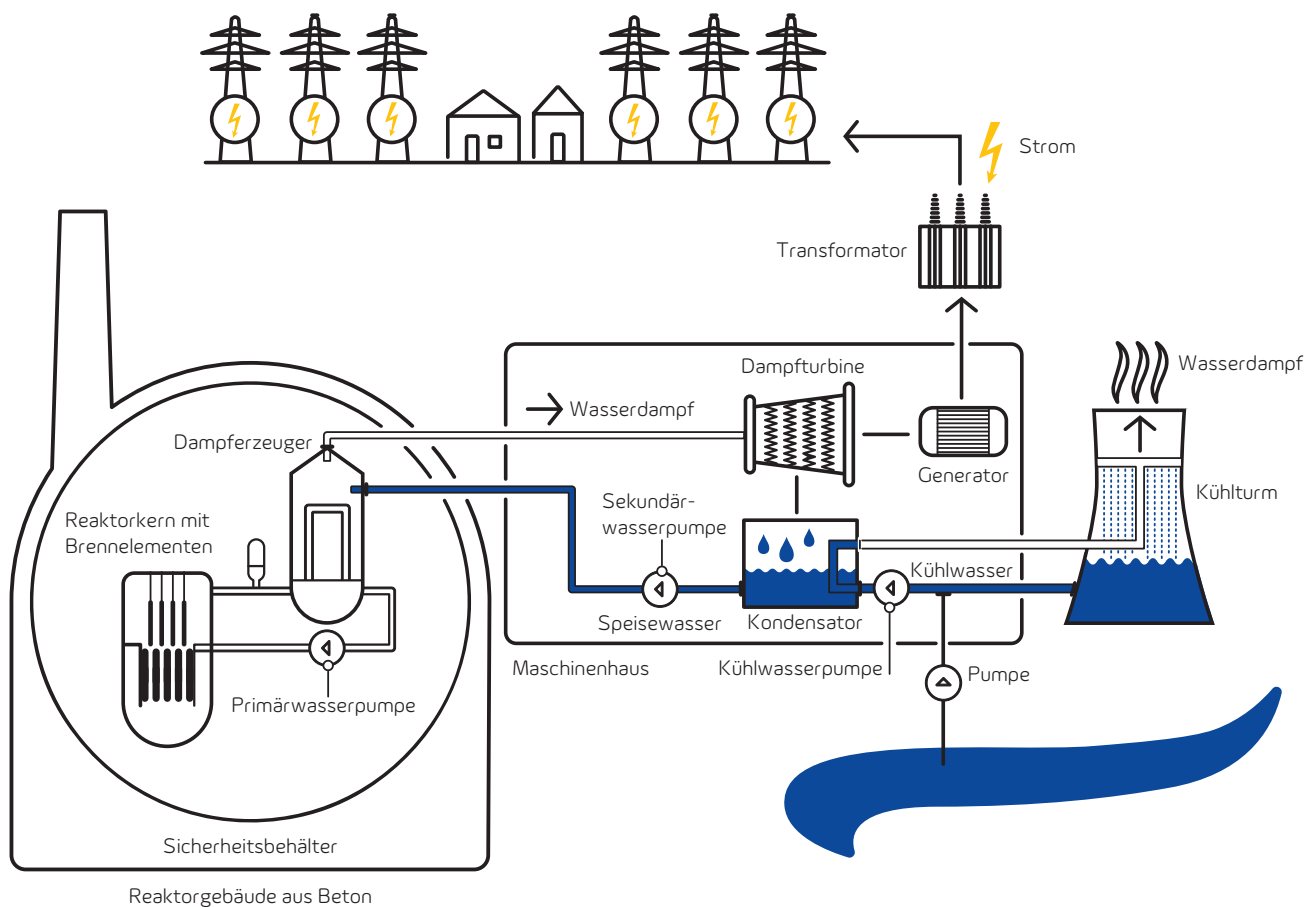 Strom
Transformator
Wasserdampf
Dampfturbine
Wasserdampf
Dampferzeuger
Generator
Kühlturm
Sekundär-
wasserpumpe
Reaktorkern mit
Brennelementen
Kühlwasser
Speisewasser
Kondensator
Maschinenhaus
Kühlwasserpumpe
Pumpe
Primärwasserpumpe
Sicherheitsbehälter
Reaktorgebäude aus Beton